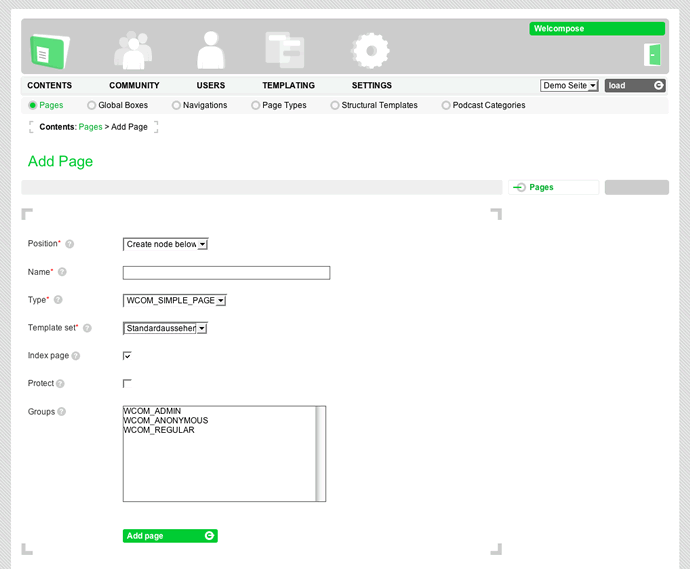 Welcompose
CONTENTS COMMUNITY USERS TEMPLATING SETTINGS Demo Seite load
Pages Global Boxes Navigations Page Types Structural Templates Podcast Categories
Contents: Pages > Add Page
Add Page
Pages
Position* ? Create node below
Name* ?
Type* ? WCOM_SIMPLE_PAGE
Template set* ? Standardaussehen
Index page ?
Protect ?
Groups ? WCOM_ADMIN
WCOM_ANONYMOUS
WCOM_REGULAR
Add page